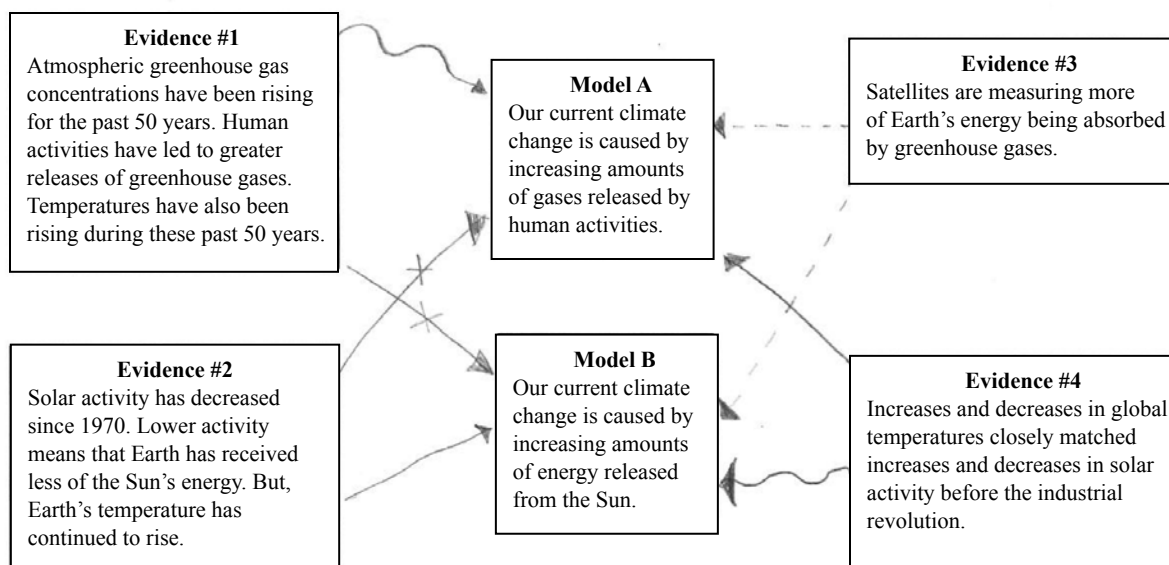 Evidence #1
Atmospheric greenhouse gas
concentrations have been rising
for the past 50 years. Human
activities have led to greater
releases of greenhouse gases.
Temperatures have also been
rising during these past 50 years.
Evidence #2
Solar activity has decreased
since 1970. Lower activity
means that Earth has received
less of the Sun’s energy. But,
Earth’s temperature has
continued to rise.
Model A
Our current climate
change is caused by
increasing amounts
of gases released by
human activities.
Model B
Our current climate
change is caused by
increasing amounts
of energy released
from the Sun.
Evidence #3
Satellites are measuring more
of Earth’s energy being absorbed
by greenhouse gases.
Evidence #4
Increases and decreases in global
temperatures closely matched
increases and decreases in solar
activity before the industrial
revolution.